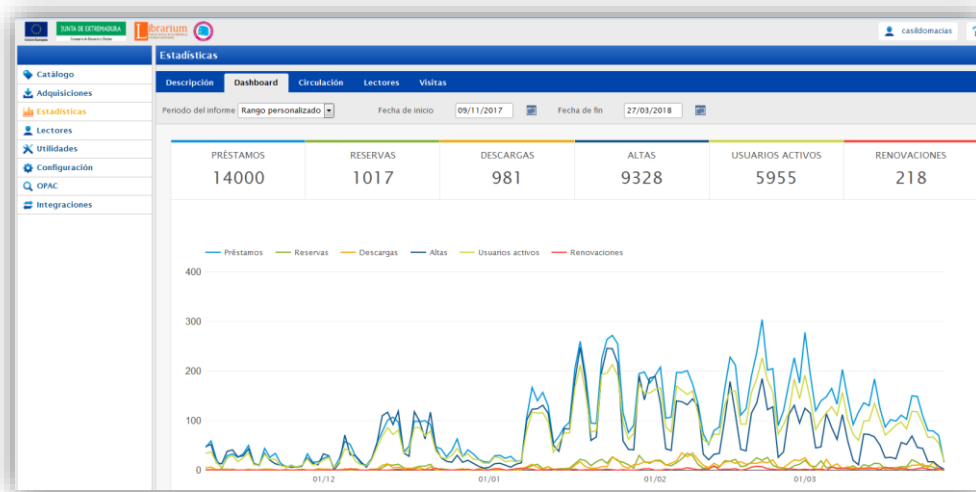 JUNTA DE EXTREMADURA
Librarium
casildomacias
Estadísticas
Catálogo
Adquisiciones
Estadísticas
Lectores
Utilidades
Configuración
OPAC
Integraciones
Descripción Dashboard Circulación Lectores Visitas
Periodo del informe Rango personalizado Fecha de inicio 09/11/2017 Fecha de fin 27/03/2018
PRÉSTAMOS RESERVAS DESCARGAS ALTAS USUARIOS ACTIVOS RENOVACIONES
14000 1017 981 9328 5955 218
Préstamos Reservas Descargas Altas Usuarios activos Renovaciones
400
300
200
100
0
01/12 01/01 01/02 01/03